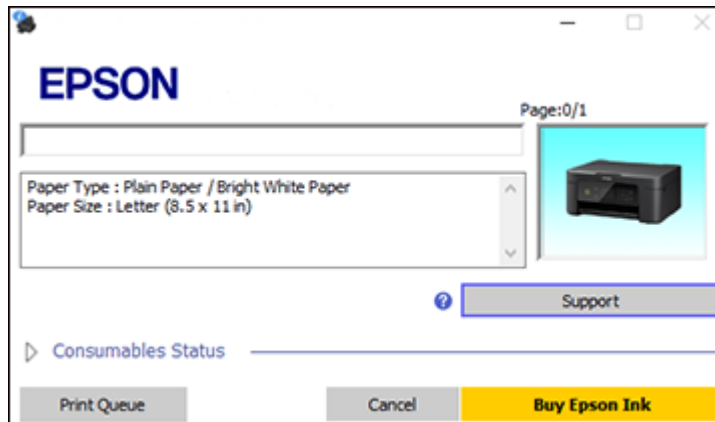 EPSON
Page:0/1
Paper Type : Plain Paper / Bright White Paper
Paper Size : Letter (8.5 x 11 in)
Support
Consumables Status
Print Queue
Cancel
Buy Epson Ink